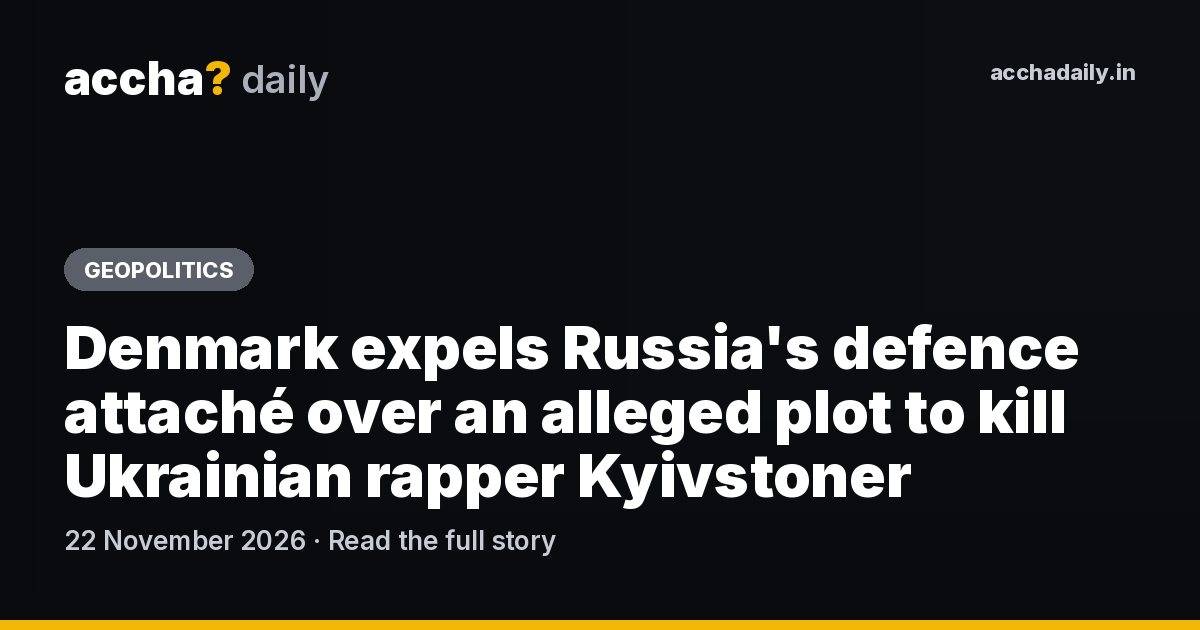 accha? daily
acchadaily.in
GEOPOLITICS
Denmark expels Russia's defence
attaché over an alleged plot to kill
Ukrainian rapper Kyivstoner
22 November 2026 · Read the full story